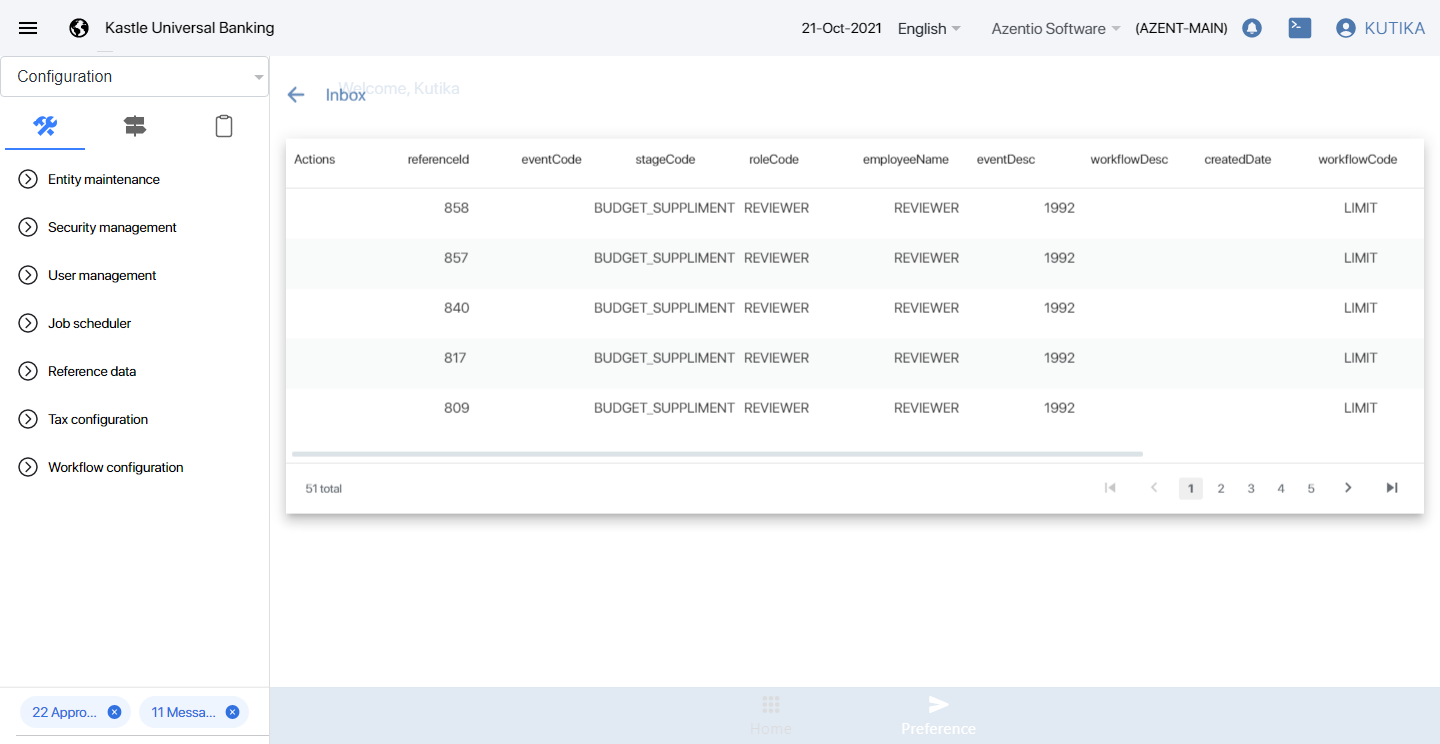 Kastle Universal Banking
21-Oct-2021
English
Azentio Software
(AZENT-MAIN)
KUTIKA
Configuration
Entity maintenance
Security management
User management
Job scheduler
Reference data
Tax configuration
Workflow configuration
22 Appro...
11 Messa...
Welcome, Kutika
Inbox
Actions referenceId eventCode stageCode roleCode employeeName eventDesc workflowDesc createdDate workflowCode
858 BUDGET_SUPPLIMENT REVIEWER REVIEWER 1992 LIMIT
857 BUDGET_SUPPLIMENT REVIEWER REVIEWER 1992 LIMIT
840 BUDGET_SUPPLIMENT REVIEWER REVIEWER 1992 LIMIT
817 BUDGET_SUPPLIMENT REVIEWER REVIEWER 1992 LIMIT
809 BUDGET_SUPPLIMENT REVIEWER REVIEWER 1992 LIMIT
51 total
1 2 3 4 5
Home
Preference